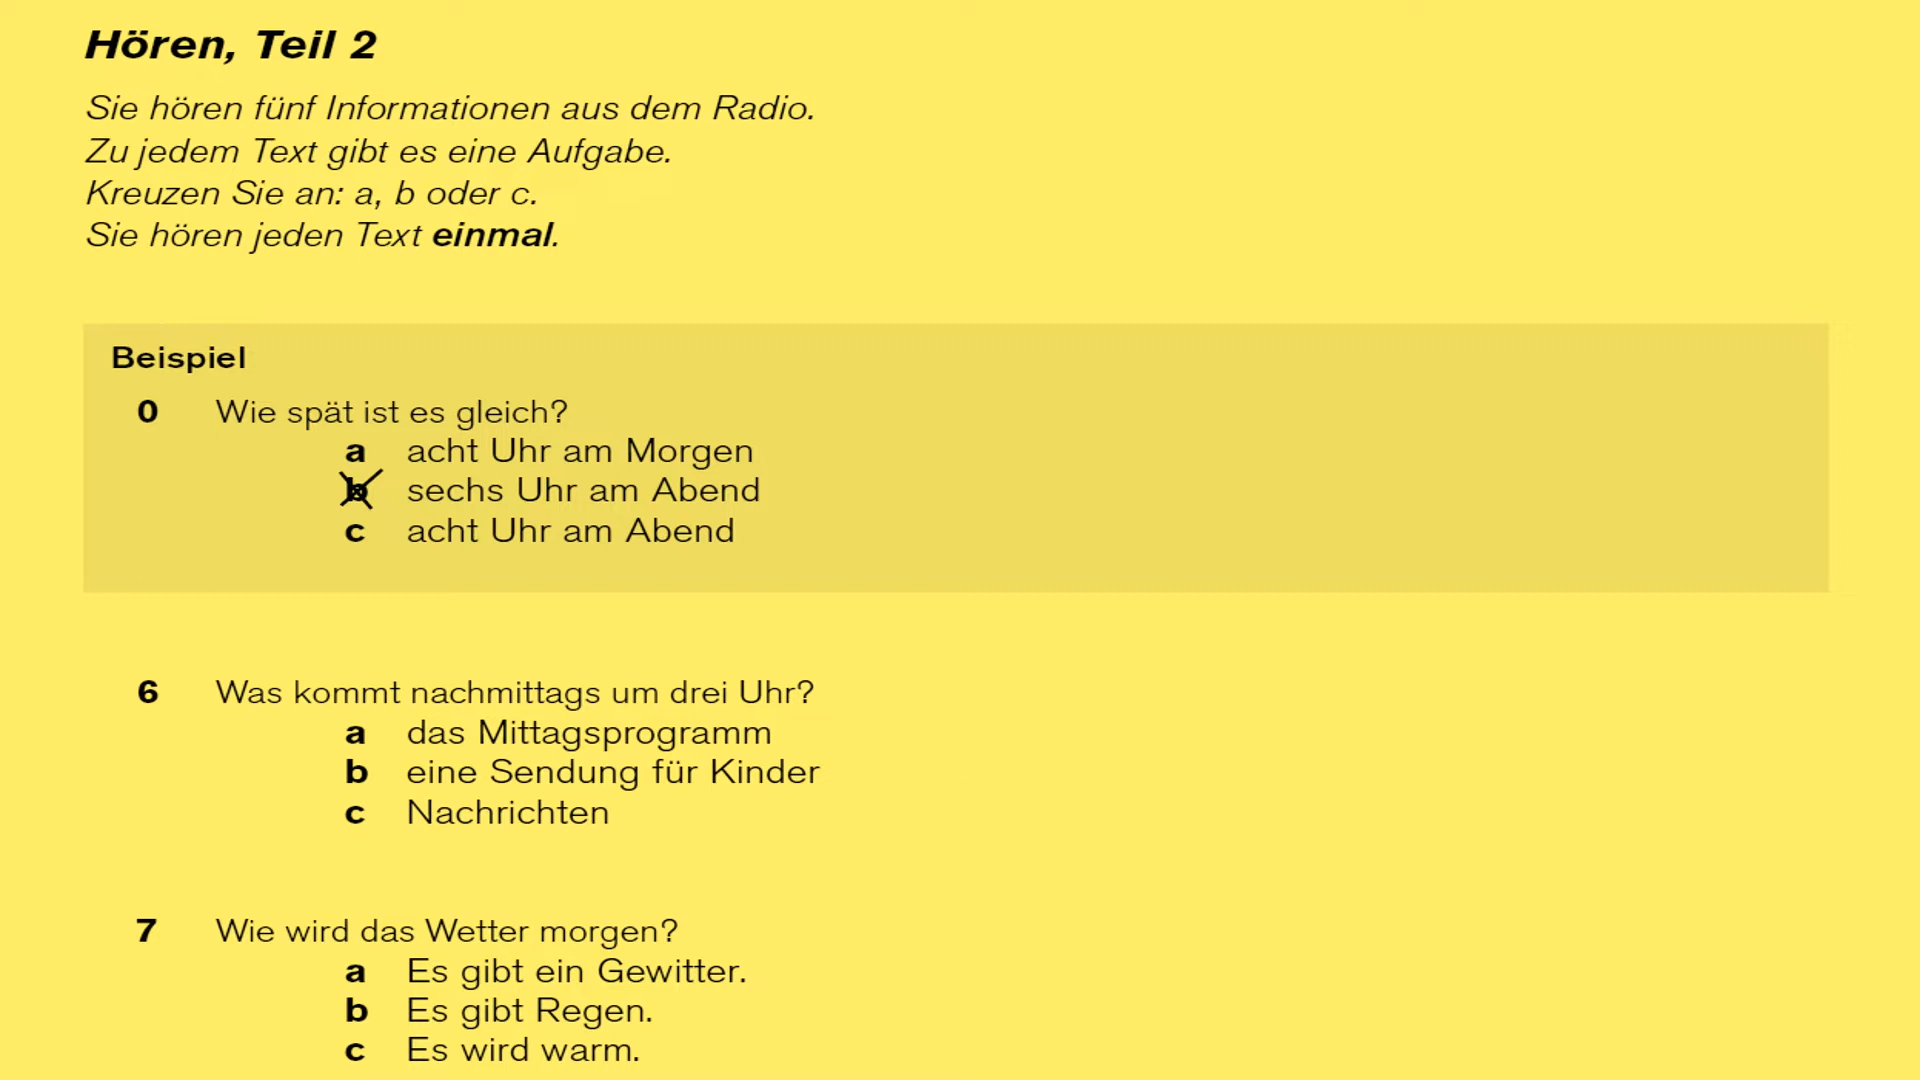 Hören, Teil 2
Sie hören fünf Informationen aus dem Radio.
Zu jedem Text gibt es eine Aufgabe.
Kreuzen Sie an: a, b oder c.
Sie hören jeden Text einmal.
Beispiel
0 Wie spät ist es gleich?
a acht Uhr am Morgen
b sechs Uhr am Abend
c acht Uhr am Abend
6 Was kommt nachmittags um drei Uhr?
a das Mittagsprogramm
b eine Sendung für Kinder
c Nachrichten
7 Wie wird das Wetter morgen?
a Es gibt ein Gewitter.
b Es gibt Regen.
c Es wird warm.